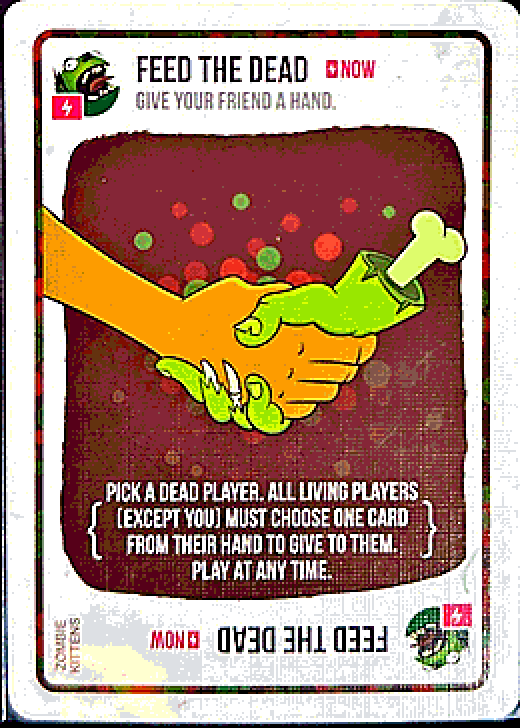 FEED THE DEAD NOW
GIVE YOUR FRIEND A HAND.
PICK A DEAD PLAYER. ALL LIVING PLAYERS
(EXCEPT YOU) MUST CHOOSE ONE CARD
FROM THEIR HAND TO GIVE TO THEM.
PLAY AT ANY TIME.
ZOMBIE
KITTENS
FEED THE DEAD NOW